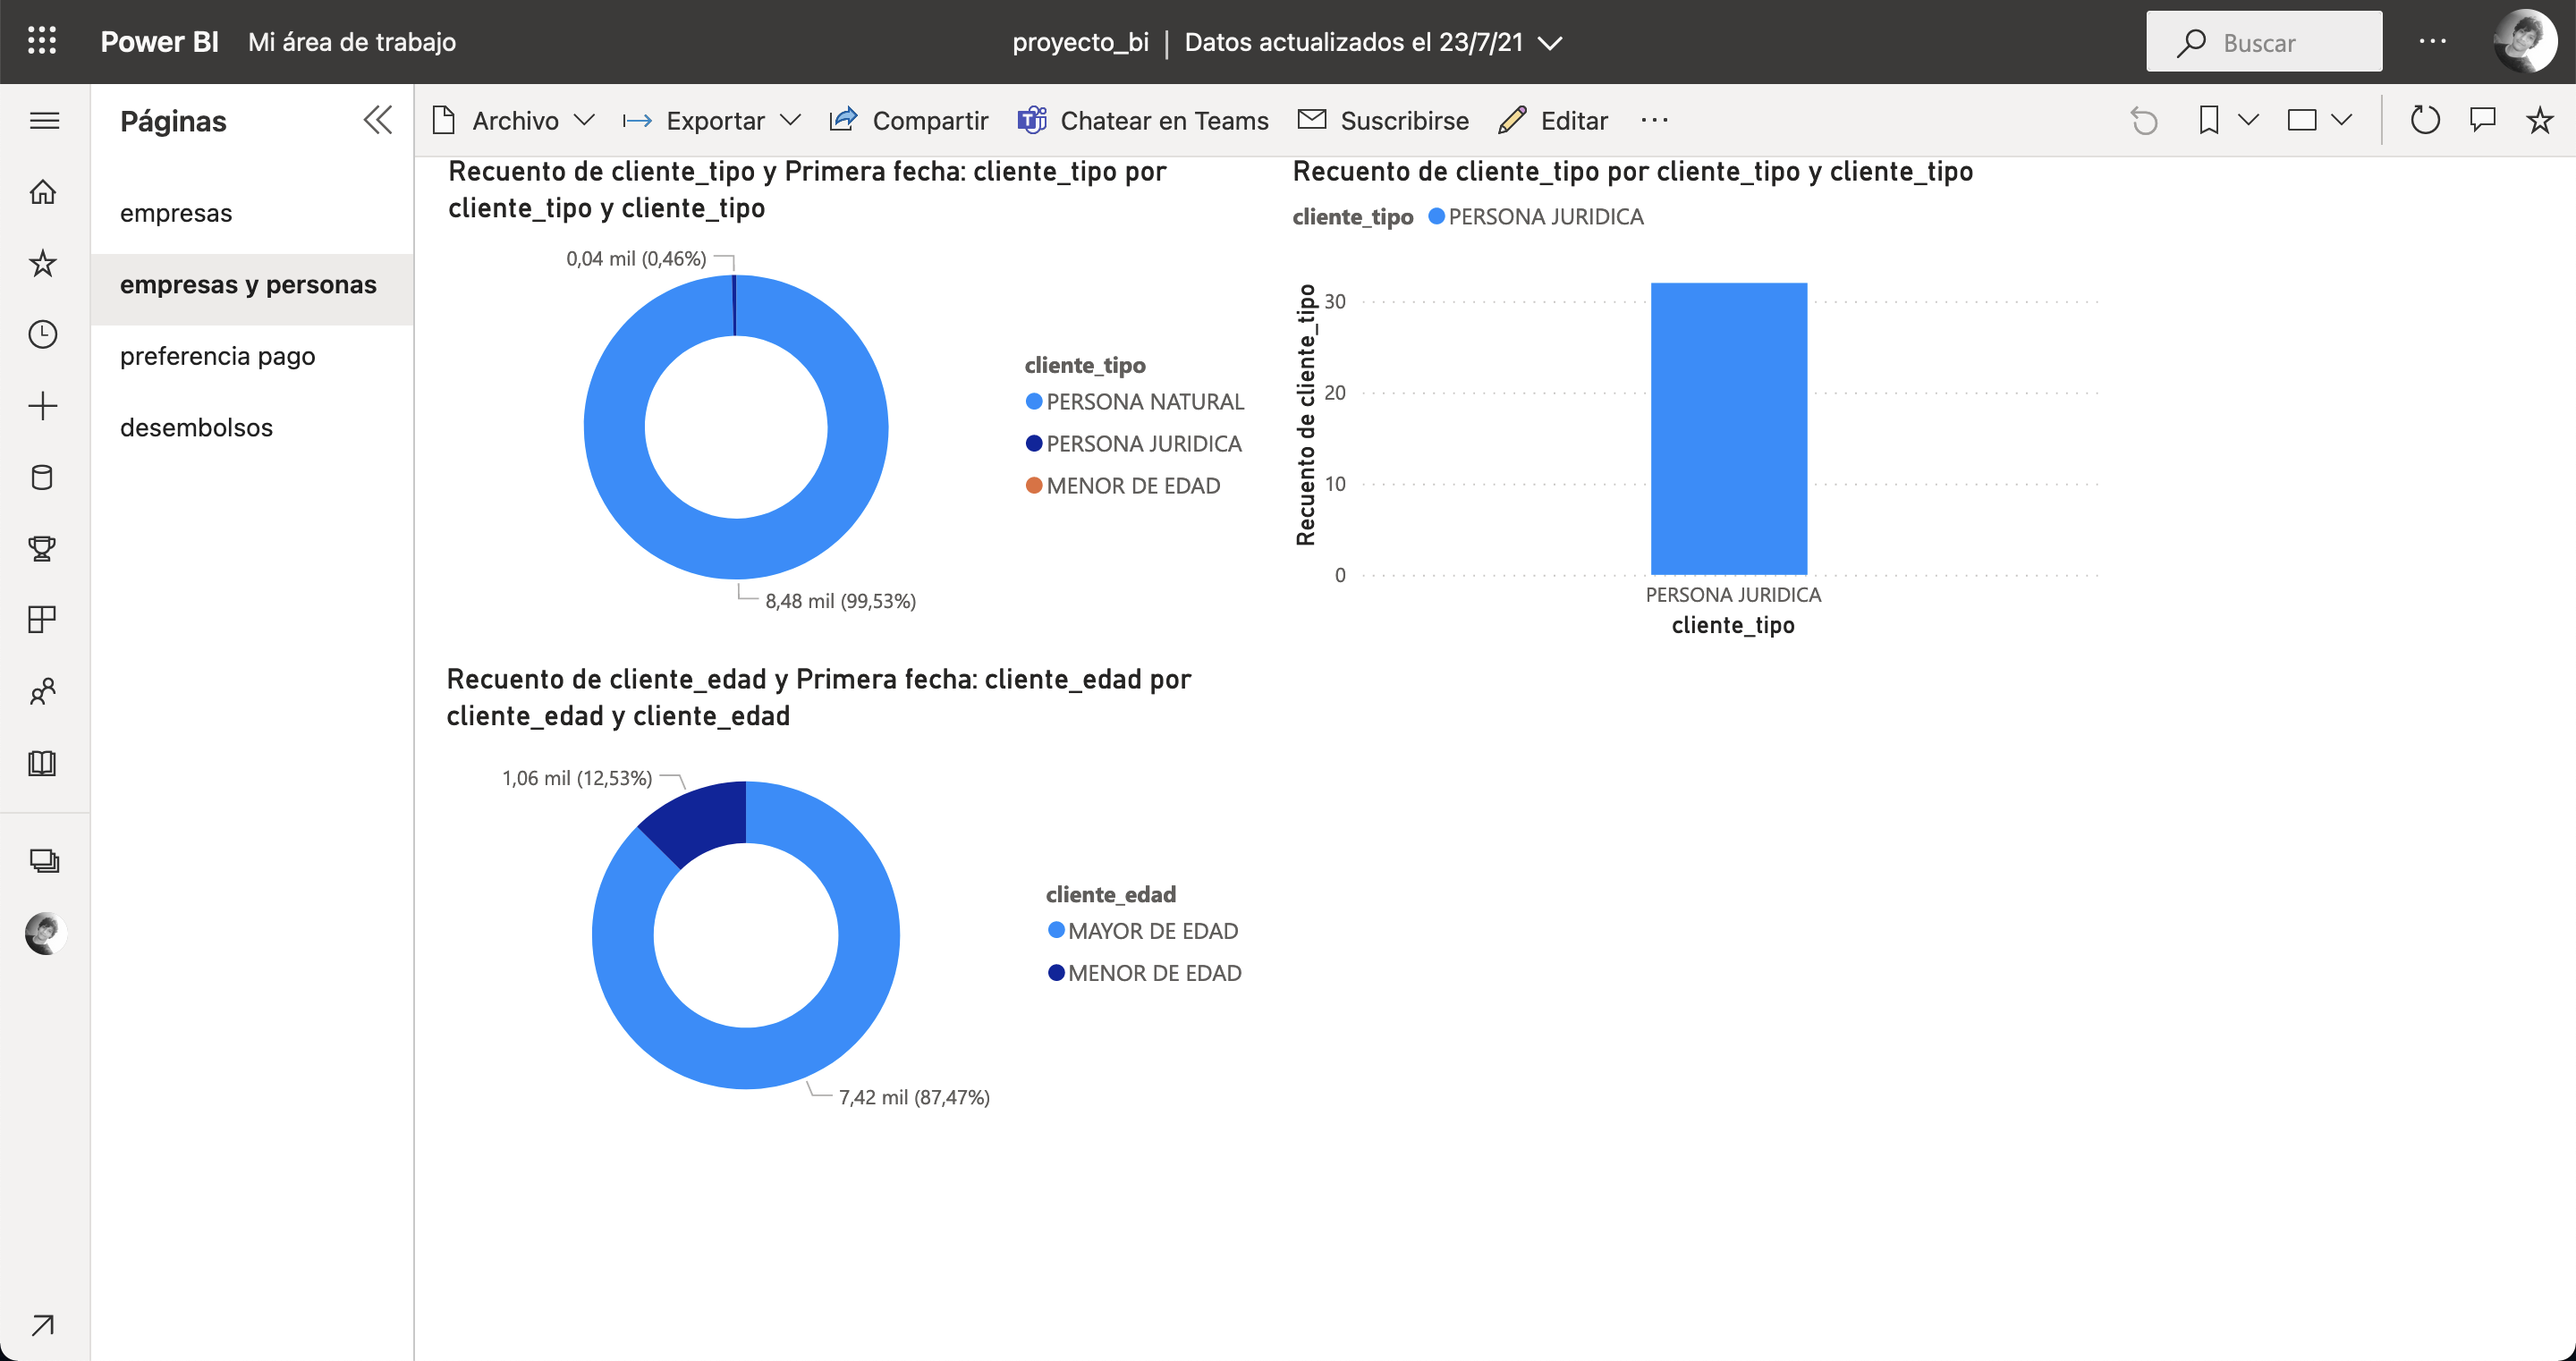 Power BI Mi área de trabajo
proyecto_bi | Datos actualizados el 23/7/21
Buscar
Páginas
empresas
empresas y personas
preferencia pago
desembolsos
Archivo Exportar Compartir Chatear en Teams Suscribirse Editar
Recuento de cliente_tipo y Primera fecha: cliente_tipo por
cliente_tipo y cliente_tipo
0,04 mil (0,46%)
8,48 mil (99,53%)
cliente_tipo
PERSONA NATURAL
PERSONA JURIDICA
MENOR DE EDAD
Recuento de cliente_tipo por cliente_tipo y cliente_tipo
cliente_tipo PERSONA JURIDICA
Recuento de cliente_tipo
30
20
10
0
PERSONA JURIDICA
cliente_tipo
Recuento de cliente_edad y Primera fecha: cliente_edad por
cliente_edad y cliente_edad
1,06 mil (12,53%)
7,42 mil (87,47%)
cliente_edad
MAYOR DE EDAD
MENOR DE EDAD